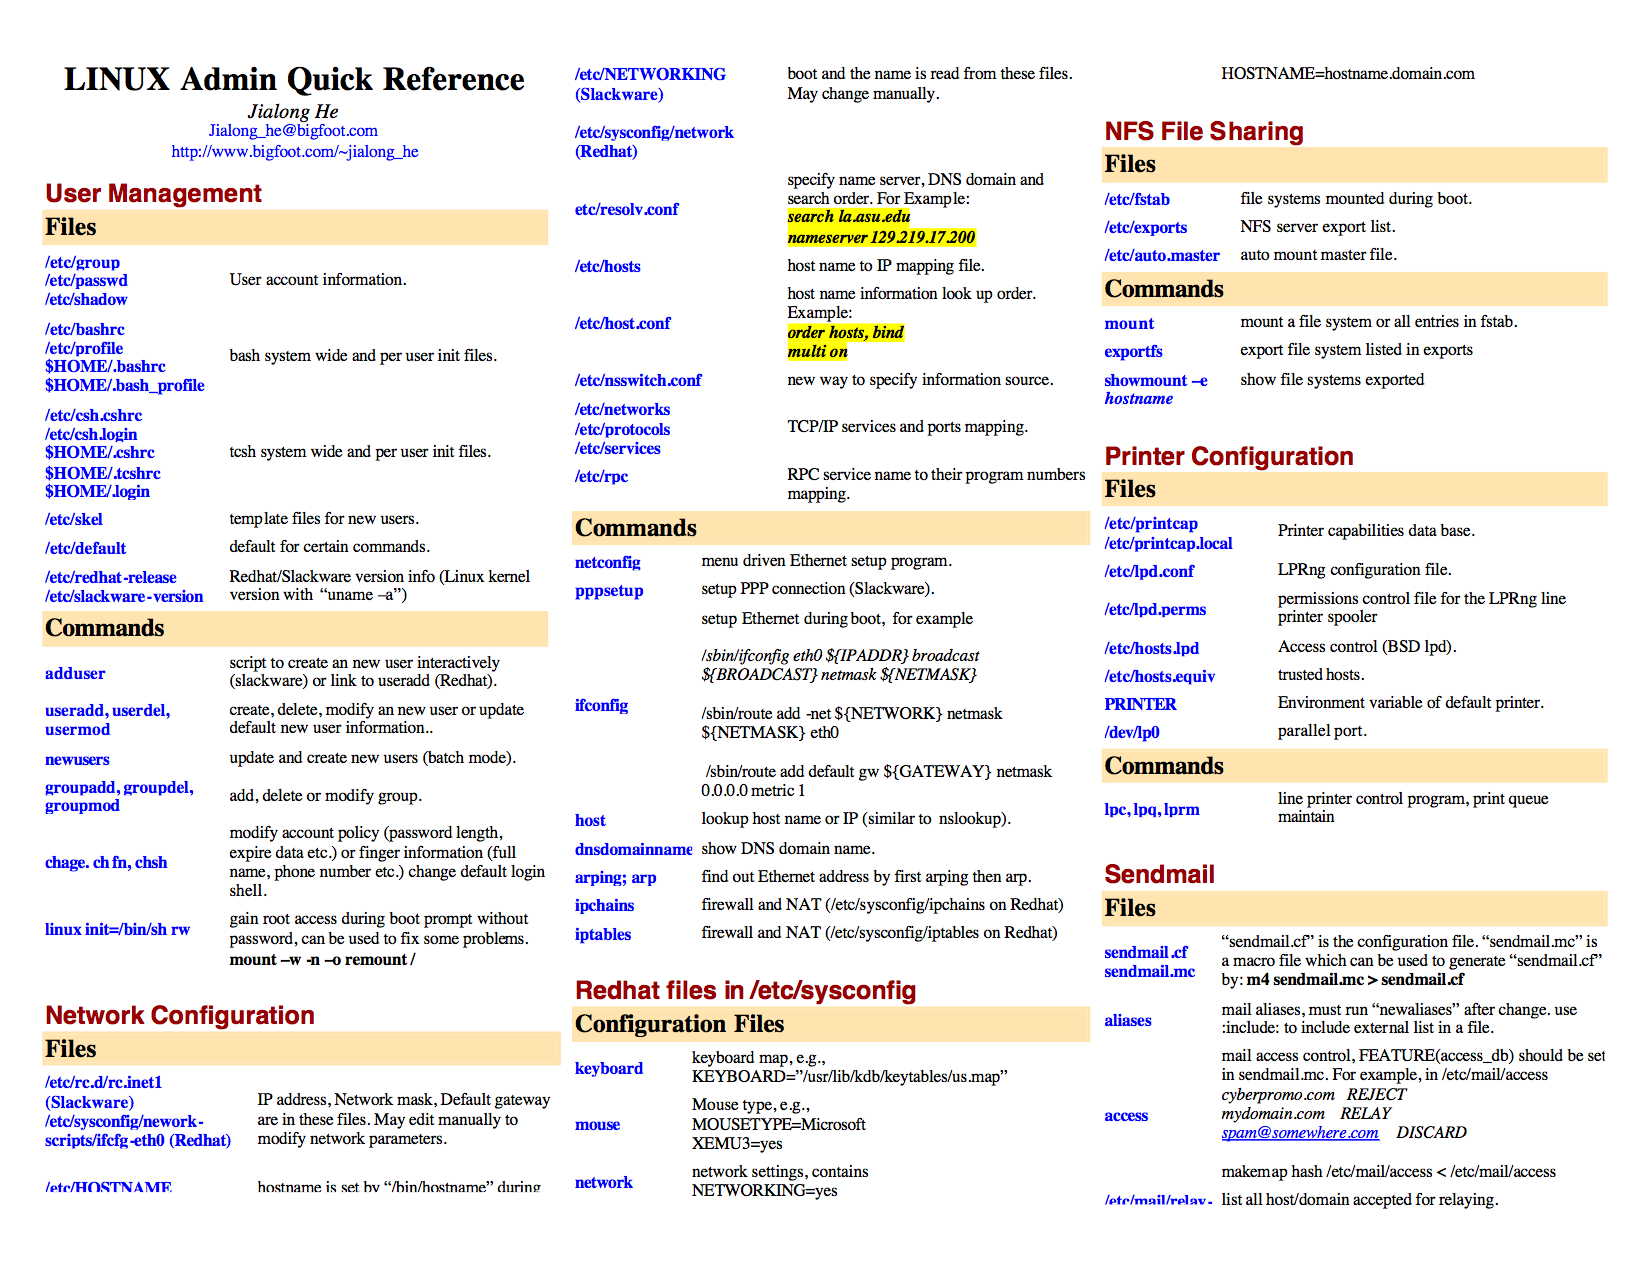 LINUX Admin Quick Reference
Jialong He
Jialong_he@bigfoot.com
http://www.bigfoot.com/~jialong_he
User Management
Files
/etc/group
/etc/passwd
/etc/shadow
User account information.
/etc/bashrc
/etc/profile
$HOME/.bashrc
$HOME/.bash_profile
bash system wide and per user init files.
/etc/csh.cshrc
/etc/csh.login
$HOME/.cshrc
$HOME/.tcshrc
$HOME/.login
tcsh system wide and per user init files.
/etc/skel
template files for new users.
/etc/default
default for certain commands.
/etc/redhat-release
/etc/slackware-version
Redhat/Slackware version info (Linux kernel
version with “uname –a”)
Commands
adduser
script to create an new user interactively
(slackware) or link to useradd (Redhat).
useradd, userdel,
usermod
create, delete, modify an new user or update
default new user information..
newusers
update and create new users (batch mode).
groupadd, groupdel,
groupmod
add, delete or modify group.
chage. chfn, chsh
modify account policy (password length,
expire data etc.) or finger information (full
name, phone number etc.) change default login
shell.
linux init=/bin/sh rw
gain root access during boot prompt without
password, can be used to fix some problems.
mount –w -n –o remount /
Network Configuration
Files
/etc/rc.d/rc.inet1
(Slackware)
/etc/sysconfig/nework-
scripts/ifcfg-eth0 (Redhat)
IP address, Network mask, Default gateway
are in these files. May edit manually to
modify network parameters.
/etc/HOSTNAME
hostname is set by “/bin/hostname” during
/etc/NETWORKING
(Slackware)
/etc/sysconfig/network
(Redhat)
boot and the name is read from these files.
May change manually.
etc/resolv.conf
specify name server, DNS domain and
search order. For Example:
search la.asu.edu
nameserver 129.219.17.200
/etc/hosts
host name to IP mapping file.
/etc/host.conf
host name information look up order.
Example:
order hosts, bind
multi on
/etc/nsswitch.conf
new way to specify information source.
/etc/networks
/etc/protocols
/etc/services
TCP/IP services and ports mapping.
/etc/rpc
RPC service name to their program numbers
mapping.
Commands
netconfig
menu driven Ethernet setup program.
pppsetup
setup PPP connection (Slackware).
ifconfig
setup Ethernet during boot, for example
/sbin/ifconfig eth0 ${IPADDR} broadcast
${BROADCAST} netmask ${NETMASK}
/sbin/route add -net ${NETWORK} netmask
${NETMASK} eth0
/sbin/route add default gw ${GATEWAY} netmask
0.0.0.0 metric 1
host
lookup host name or IP (similar to nslookup).
dnsdomainname
show DNS domain name.
arping; arp
find out Ethernet address by first arping then arp.
ipchains
firewall and NAT (/etc/sysconfig/ipchains on Redhat)
iptables
firewall and NAT (/etc/sysconfig/iptables on Redhat)
Redhat files in /etc/sysconfig
Configuration Files
keyboard
keyboard map, e.g.,
KEYBOARD=”/usr/lib/kdb/keytables/us.map”
mouse
Mouse type, e.g.,
MOUSETYPE=Microsoft
XEMU3=yes
network
network settings, contains
NETWORKING=yes
HOSTNAME=hostname.domain.com
NFS File Sharing
Files
/etc/fstab
file systems mounted during boot.
/etc/exports
NFS server export list.
/etc/auto.master
auto mount master file.
Commands
mount
mount a file system or all entries in fstab.
exportfs
export file system listed in exports
showmount –e
hostname
show file systems exported
Printer Configuration
Files
/etc/printcap
/etc/printcap.local
Printer capabilities data base.
/etc/lpd.conf
LPRng configuration file.
/etc/lpd.perms
permissions control file for the LPRng line
printer spooler
/etc/hosts.lpd
Access control (BSD lpd).
/etc/hosts.equiv
trusted hosts.
PRINTER
Environment variable of default printer.
/dev/lp0
parallel port.
Commands
lpc, lpq, lprm
line printer control program, print queue
maintain
Sendmail
Files
sendmail.cf
sendmail.mc
“sendmail.cf” is the configuration file. “sendmail.mc” is
a macro file which can be used to generate “sendmail.cf”
by: m4 sendmail.mc > sendmail.cf
aliases
mail aliases, must run “newaliases” after change. use
:include: to include external list in a file.
access
mail access control, FEATURE(access_db) should be set
in sendmail.mc. For example, in /etc/mail/access
cyberpromo.com REJECT
mydomain.com RELAY
spam@somewhere.com DISCARD
makemap hash /etc/mail/access < /etc/mail/access
/etc/mail/relay-
list all host/domain accepted for relaying.